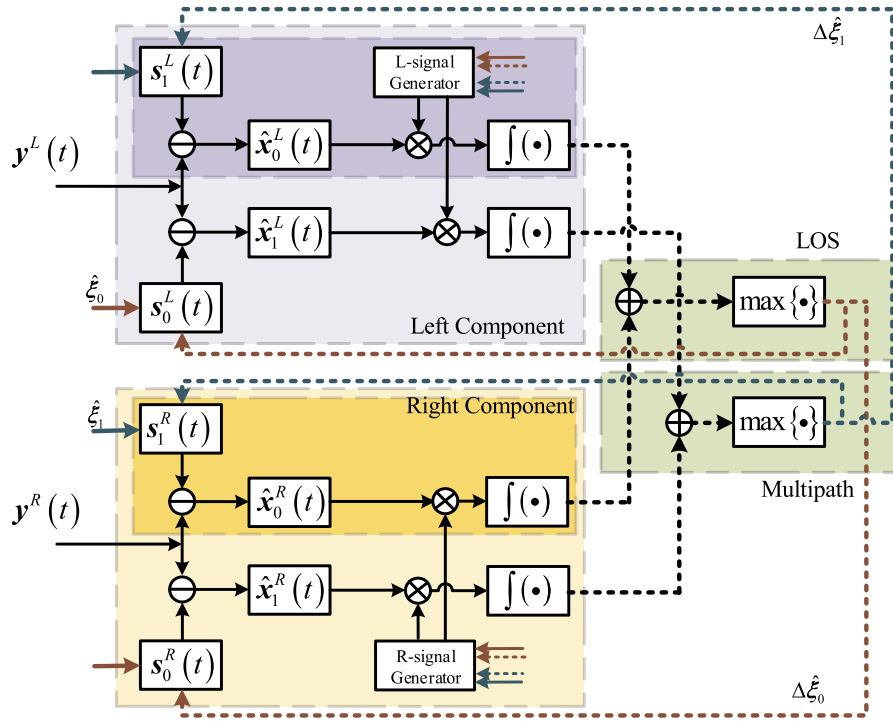 Δξ̂₁
s₁ᴸ(t)
L-signal
Generator
yᴸ(t)
x̂₀ᴸ(t)
∫(•)
x̂₁ᴸ(t)
∫(•)
LOS
ξ̂₀
s₀ᴸ(t)
max{•}
Left Component
ξ̂₁
s₁ᴿ(t)
Right Component
max{•}
Multipath
yᴿ(t)
x̂₀ᴿ(t)
∫(•)
x̂₁ᴿ(t)
∫(•)
s₀ᴿ(t)
R-signal
Generator
Δξ̂₀